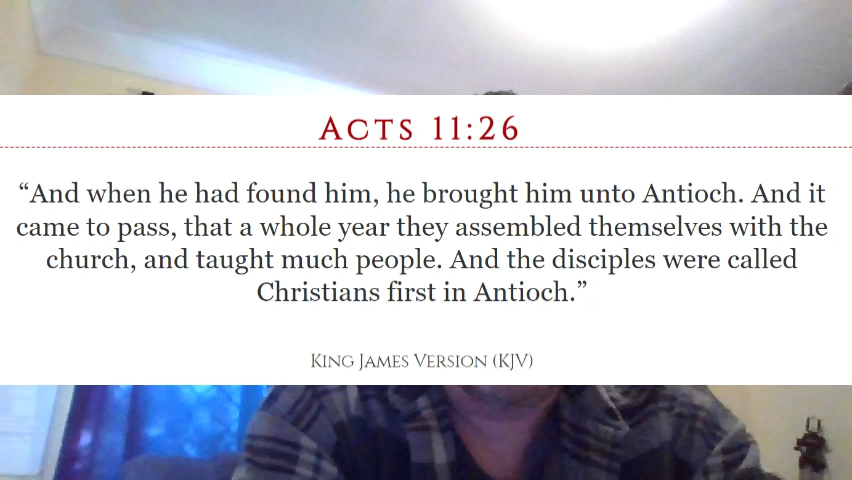 Acts 11:26
“And when he had found him, he brought him unto Antioch. And it
came to pass, that a whole year they assembled themselves with the
church, and taught much people. And the disciples were called
Christians first in Antioch.”
King James Version (KJV)